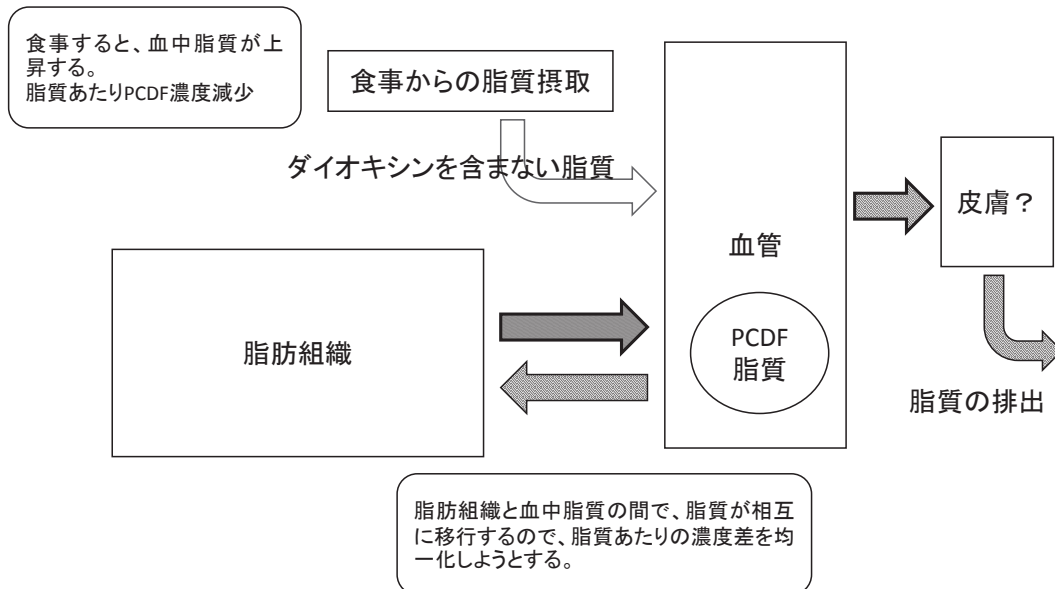 食事すると、血中脂質が上
昇する。
脂質あたりPCDF濃度減少
食事からの脂質摂取
ダイオキシンを含まない脂質
血管
皮膚？
脂肪組織
PCDF
脂質
脂質の排出
脂肪組織と血中脂質の間で、脂質が相互
に移行するので、脂質あたりの濃度差を均
一化しようとする。